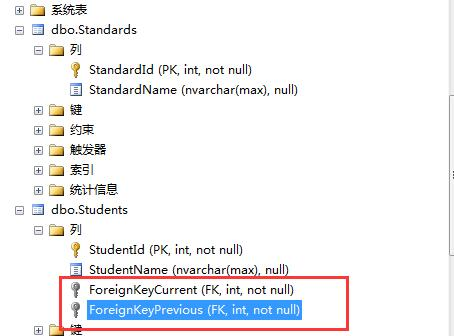 系统表
dbo.Standards
列
StandardId (PK, int, not null)
StandardName (nvarchar(max), null)
键
约束
触发器
索引
统计信息
dbo.Students
列
StudentId (PK, int, not null)
StudentName (nvarchar(max), null)
ForeignKeyCurrent (FK, int, not null)
ForeignKeyPrevious (FK, int, not null)
键